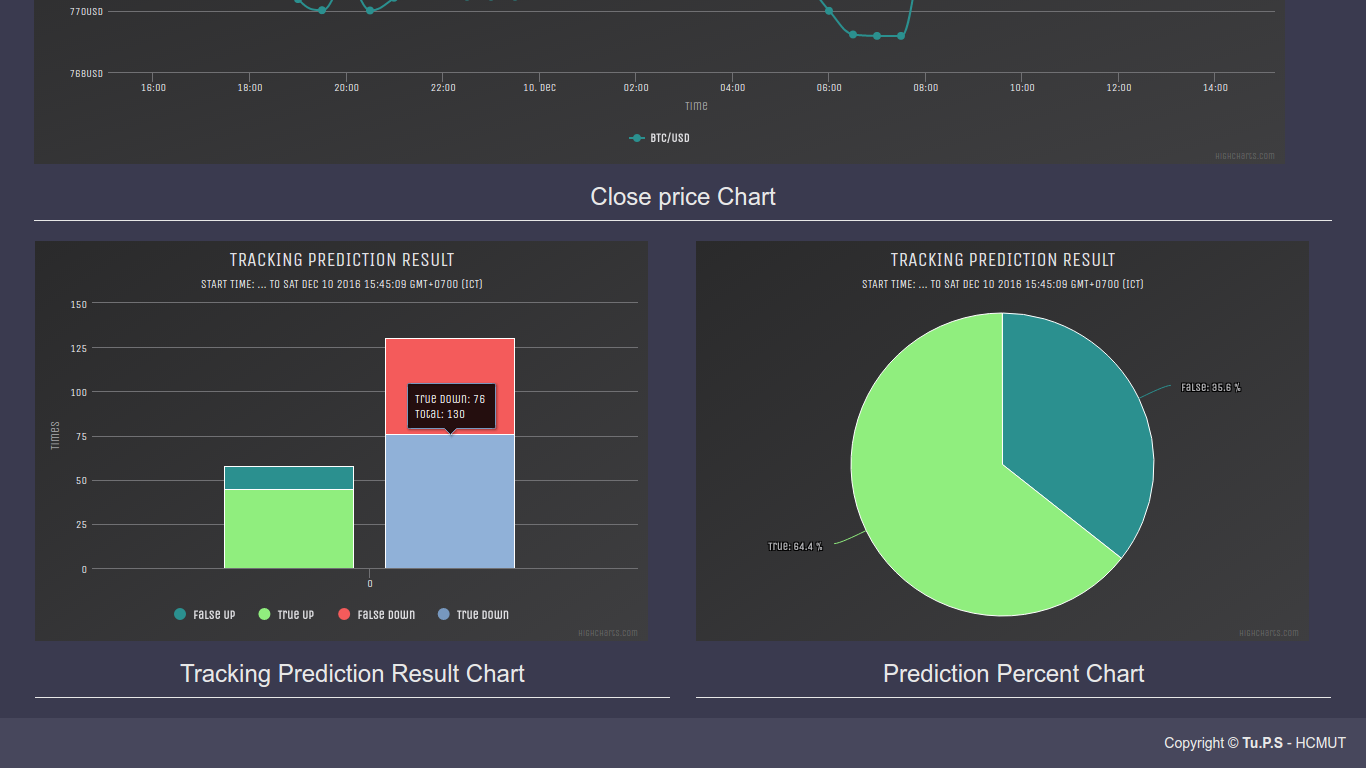 770USD
768USD
16:00 18:00 20:00 22:00 10. Dec 02:00 04:00 06:00 08:00 10:00 12:00 14:00
Time
BTC/USD
Highcharts.com
Close price Chart
TRACKING PREDICTION RESULT
START TIME: ... TO SAT DEC 10 2016 15:45:09 GMT+0700 (ICT)
150
125
100
75
50
25
0
Times
True Down: 76
Total: 130
0
False Up True Up False Down True Down
Highcharts.com
Tracking Prediction Result Chart
TRACKING PREDICTION RESULT
START TIME: ... TO SAT DEC 10 2016 15:45:09 GMT+0700 (ICT)
False: 35.6 %
True: 64.4 %
Highcharts.com
Prediction Percent Chart
Copyright © Tu.P.S - HCMUT